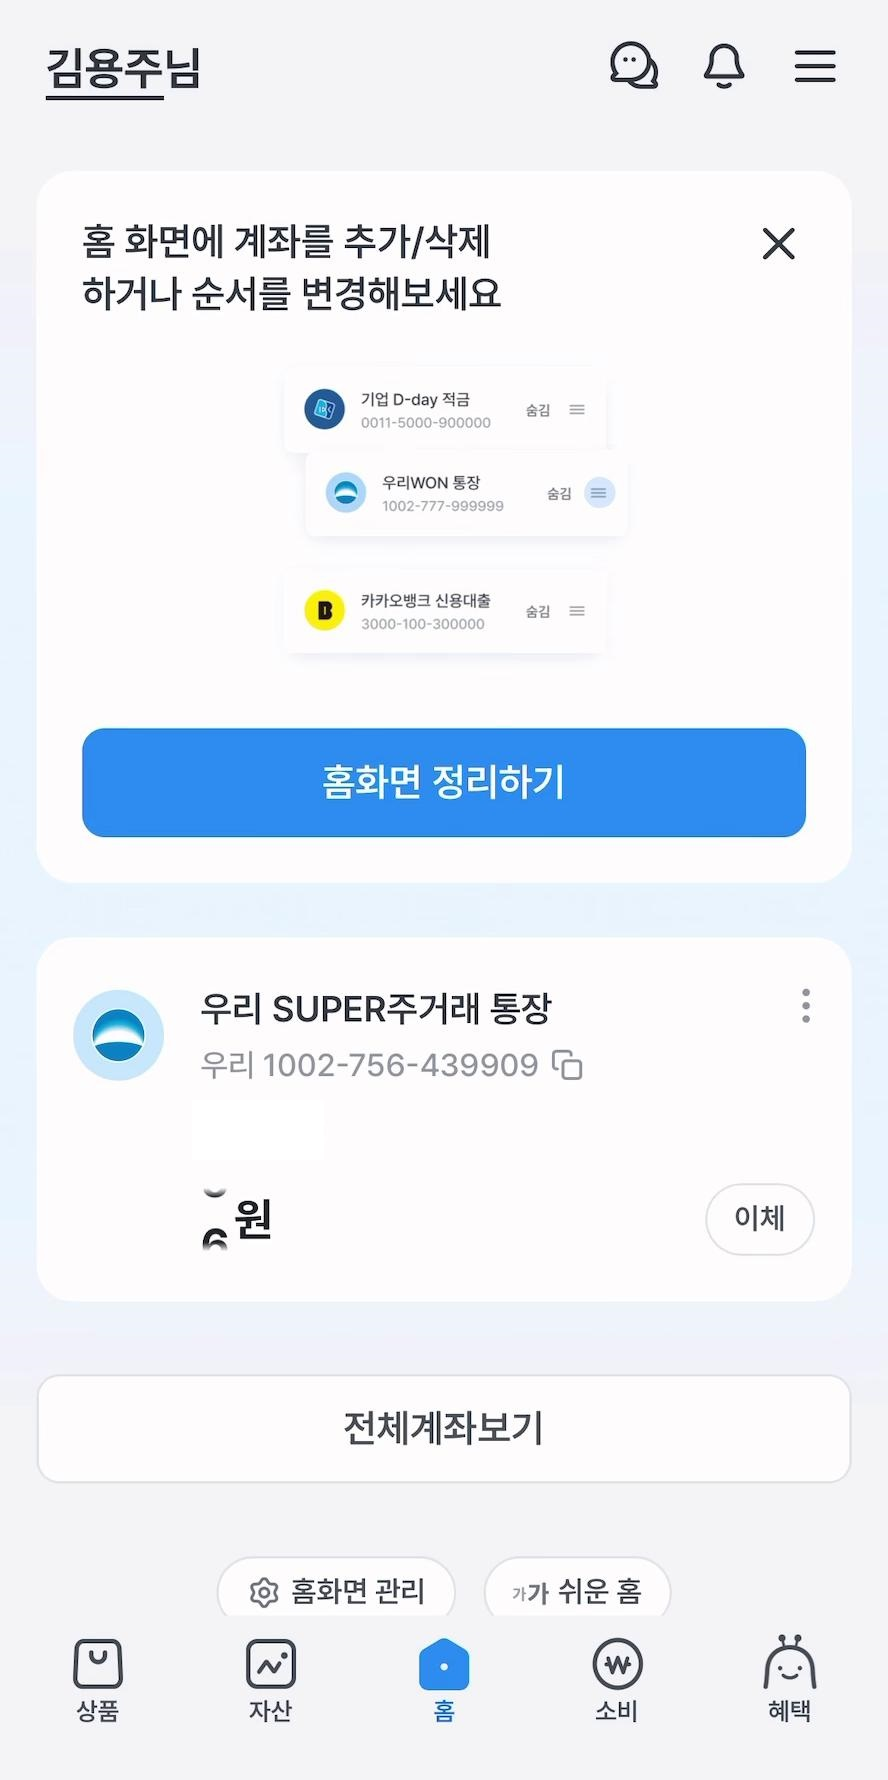 김용주님
홈 화면에 계좌를 추가/삭제
하거나 순서를 변경해보세요
기업 D-day 적금
0011-5000-900000
숨김
우리WON 통장
1002-777-999999
숨김
카카오뱅크 신용대출
3000-100-300000
숨김
홈화면 정리하기
우리 SUPER주거래 통장
우리 1002-756-439909
원
이체
전체계좌보기
홈화면 관리
가가 쉬운 홈
상품
자산
홈
소비
혜택